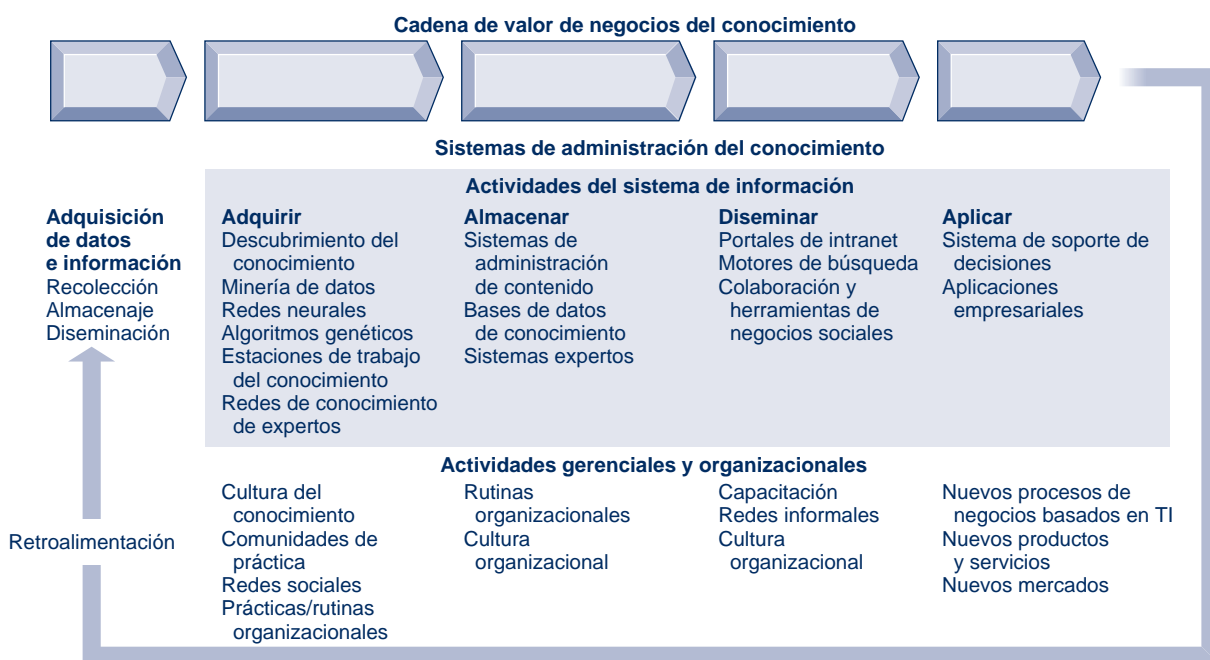 Cadena de valor de negocios del conocimiento
Sistemas de administración del conocimiento
Actividades del sistema de información
Adquisición
de datos
e información
Recolección
Almacenaje
Diseminación
Adquirir
Descubrimiento del
conocimiento
Minería de datos
Redes neurales
Algoritmos genéticos
Estaciones de trabajo
del conocimiento
Redes de conocimiento
de expertos
Almacenar
Sistemas de
administración
de contenido
Bases de datos
de conocimiento
Sistemas expertos
Diseminar
Portales de intranet
Motores de búsqueda
Colaboración y
herramientas de
negocios sociales
Aplicar
Sistema de soporte de
decisiones
Aplicaciones
empresariales
Actividades gerenciales y organizacionales
Retroalimentación
Cultura del
conocimiento
Comunidades de
práctica
Redes sociales
Prácticas/rutinas
organizacionales
Rutinas
organizacionales
Cultura
organizacional
Capacitación
Redes informales
Cultura
organizacional
Nuevos procesos de
negocios basados en TI
Nuevos productos
y servicios
Nuevos mercados